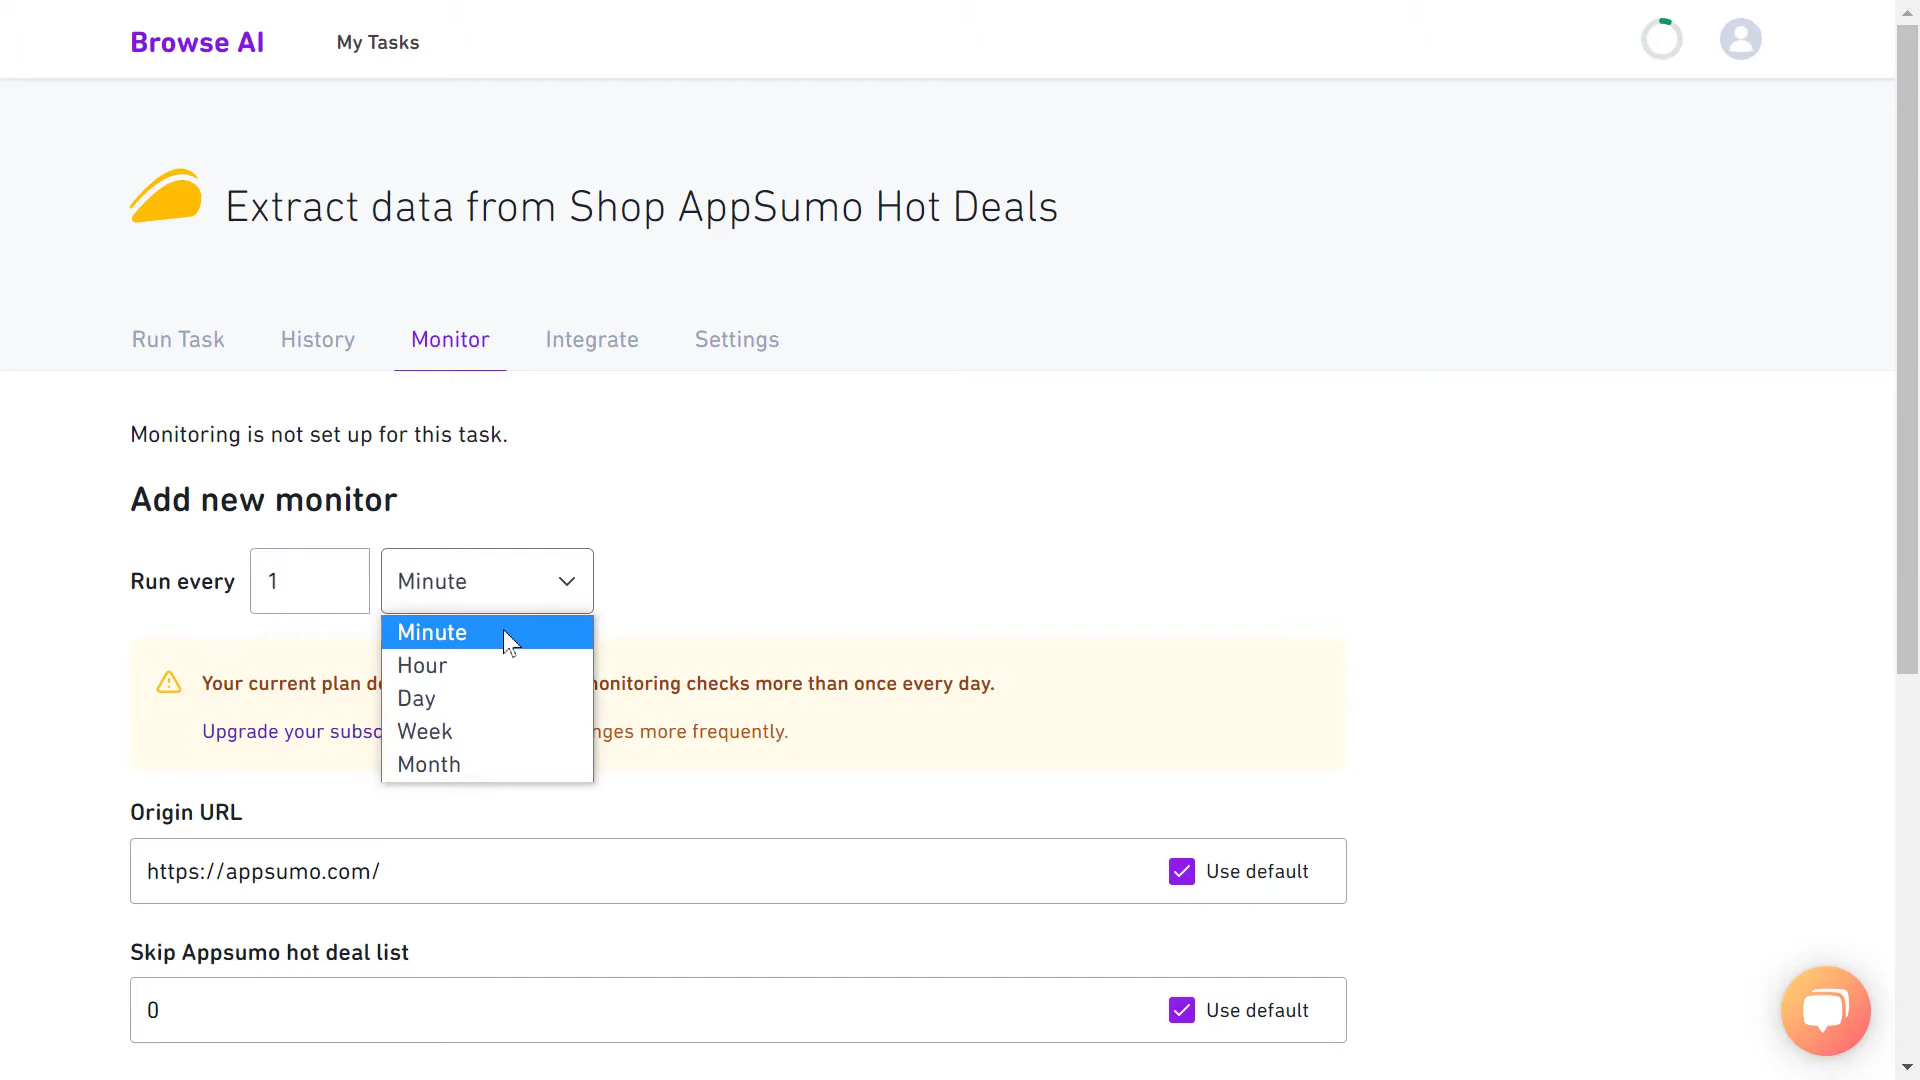 Browse AI
My Tasks
Extract data from Shop AppSumo Hot Deals
Run Task
History
Monitor
Integrate
Settings
Monitoring is not set up for this task.
Add new monitor
Run every
1
Minute
Minute
Hour
Day
Week
Month
Your current plan monitoring checks more than once every day.
Upgrade your more frequently.
Origin URL
https://appsumo.com/
Use default
Skip Appsumo hot deal list
0
Use default